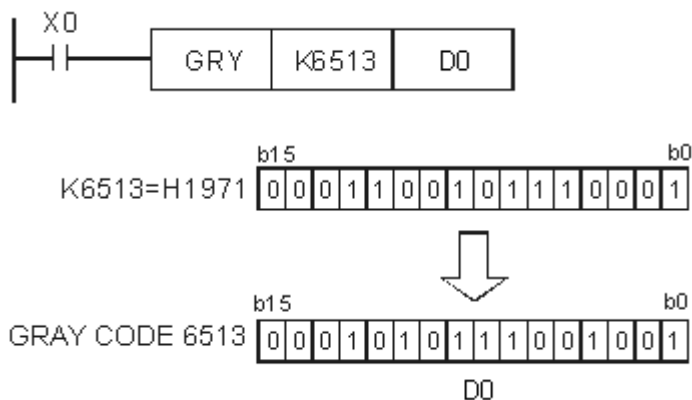 X0
GRY K6513 D0
b15 b0
K6513=H1971 0 0 0 1 1 0 0 1 0 1 1 1 0 0 0 1
b15 b0
GRAY CODE 6513 0 0 0 1 0 1 0 1 1 1 0 0 1 0 0 1
D0